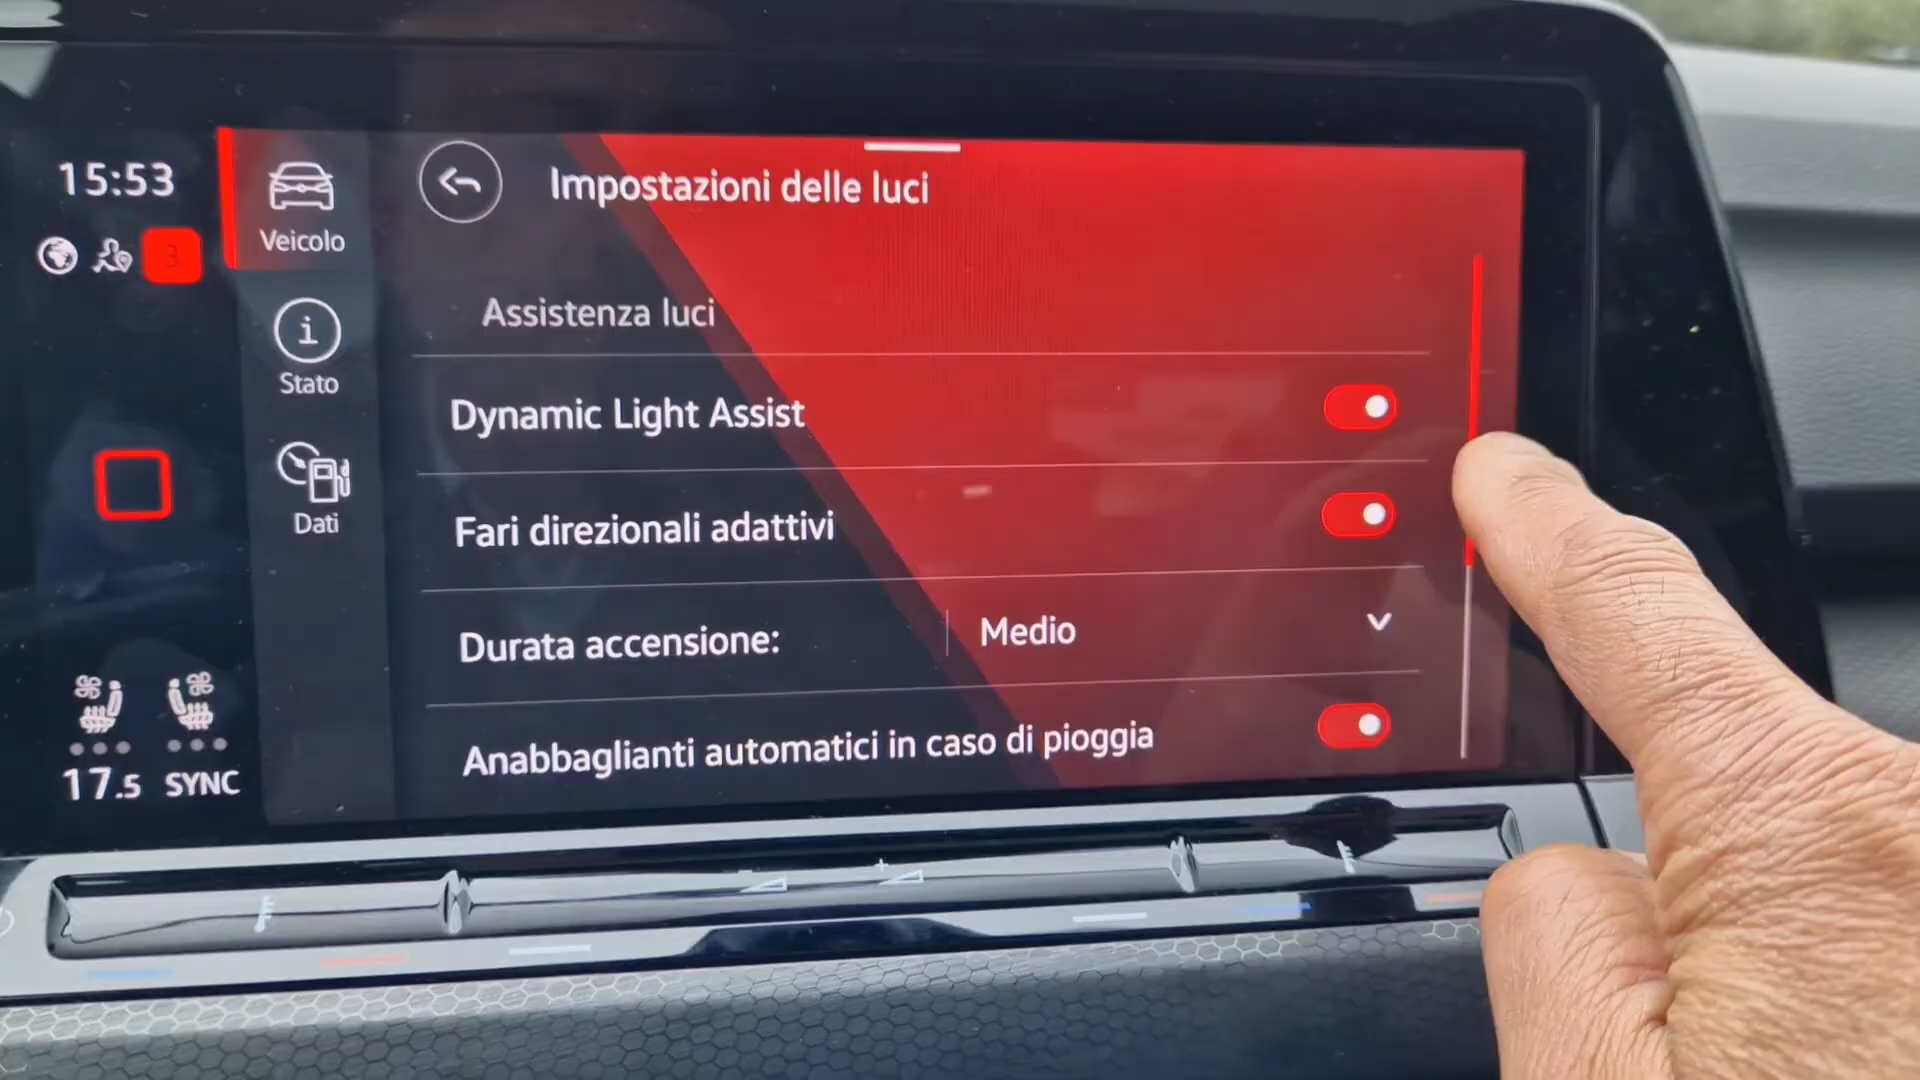 15:53
3
Veicolo
Stato
Dati
17.5 SYNC
Impostazioni delle luci
Assistenza luci
Dynamic Light Assist
Fari direzionali adattivi
Durata accensione: Medio
Anabbaglianti automatici in caso di pioggia